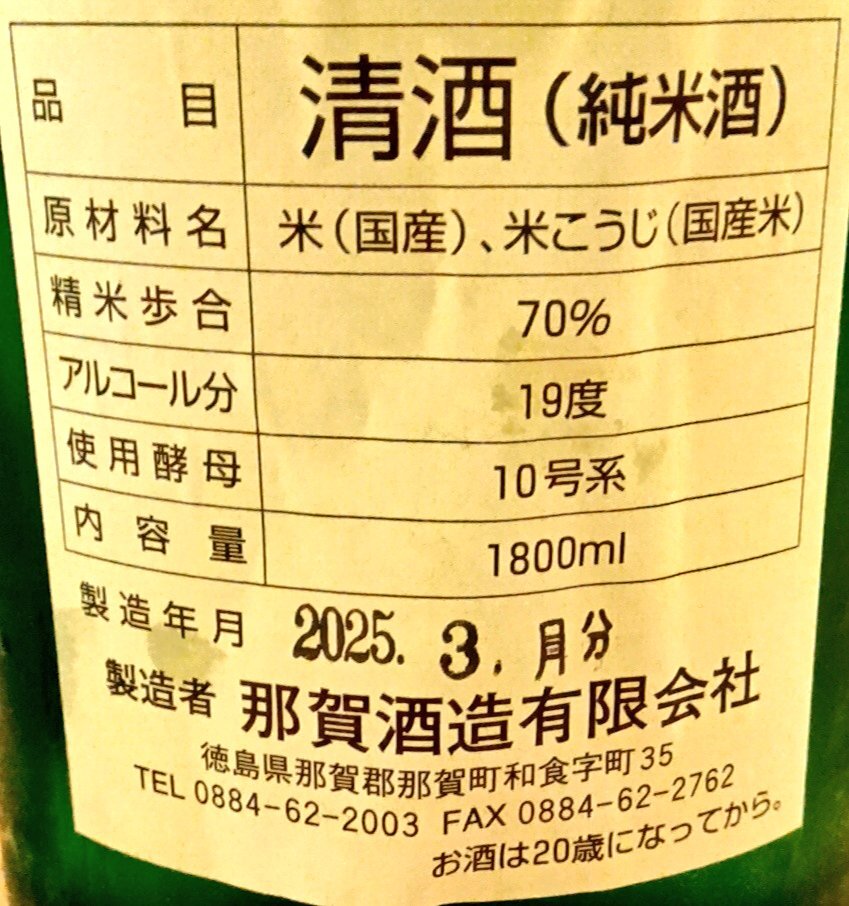 品目 清酒(純米酒)
原材料名 米(国産)、米こうじ(国産米)
精米歩合 70%
アルコール分 19度
使用酵母 10号系
内容量 1800ml
製造年月 2025. 3. 月分
製造者 那賀酒造有限会社
徳島県那賀郡那賀町和食字町35
TEL 0884-62-2003 FAX 0884-62-2762
お酒は20歳になってから。